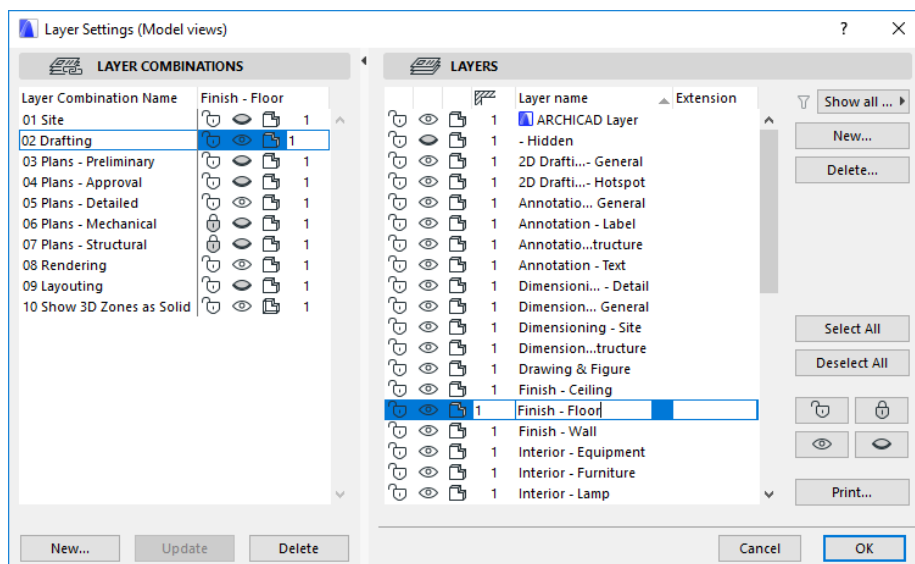 Layer Settings (Model views)
?
LAYER COMBINATIONS
Layer Combination Name Finish - Floor
01 Site 1
02 Drafting 1
03 Plans - Preliminary 1
04 Plans - Approval 1
05 Plans - Detailed 1
06 Plans - Mechanical 1
07 Plans - Structural 1
08 Rendering 1
09 Layouting 1
10 Show 3D Zones as Solid 1
New... Update Delete
LAYERS
Layer name Extension
1 ARCHICAD Layer
1 - Hidden
1 2D Drafti...- General
1 2D Drafti...- Hotspot
1 Annotatio... General
1 Annotation - Label
1 Annotatio...tructure
1 Annotation - Text
1 Dimensioni... - Detail
1 Dimension... General
1 Dimensioning - Site
1 Dimension...tructure
1 Drawing & Figure
1 Finish - Ceiling
1 Finish - Floor
1 Finish - Wall
1 Interior - Equipment
1 Interior - Furniture
1 Interior - Lamp
Show all ...
New...
Delete...
Select All
Deselect All
Print...
Cancel OK